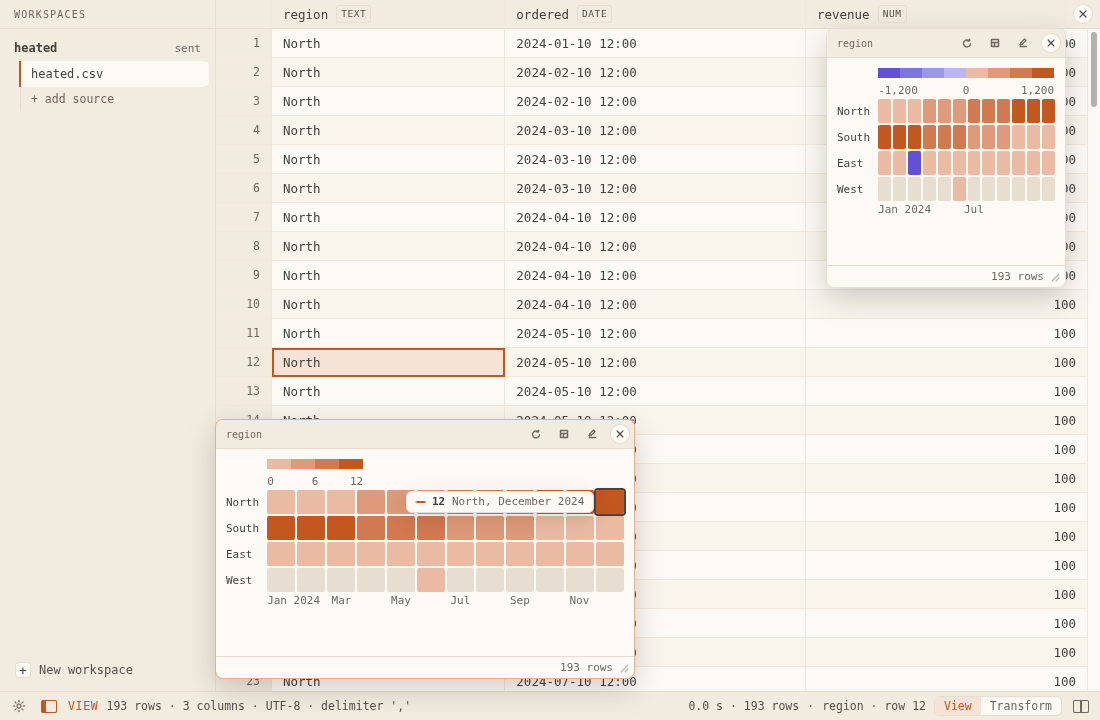 WORKSPACES
heated sent
heated.csv
+ add source
+ New workspace
region TEXT ordered DATE revenue NUM
1 North 2024-01-10 12:00
2 North 2024-02-10 12:00
3 North 2024-02-10 12:00
4 North 2024-03-10 12:00
5 North 2024-03-10 12:00
6 North 2024-03-10 12:00
7 North 2024-04-10 12:00
8 North 2024-04-10 12:00
9 North 2024-04-10 12:00
10 North 2024-04-10 12:00 100
11 North 2024-05-10 12:00 100
12 North 2024-05-10 12:00 100
13 North 2024-05-10 12:00 100
14 North 2024-05-10 12:00 100
100
100
100
100
100
100
100
100
23 North 2024-07-10 12:00 100
region
-1,200 0 1,200
North
South
East
West
Jan 2024 Jul
193 rows
region
0 6 12
North
12 North, December 2024
South
East
West
Jan 2024 Mar May Jul Sep Nov
193 rows
VIEW 193 rows · 3 columns · UTF-8 · delimiter ','
0.0 s · 193 rows · region · row 12 View Transform